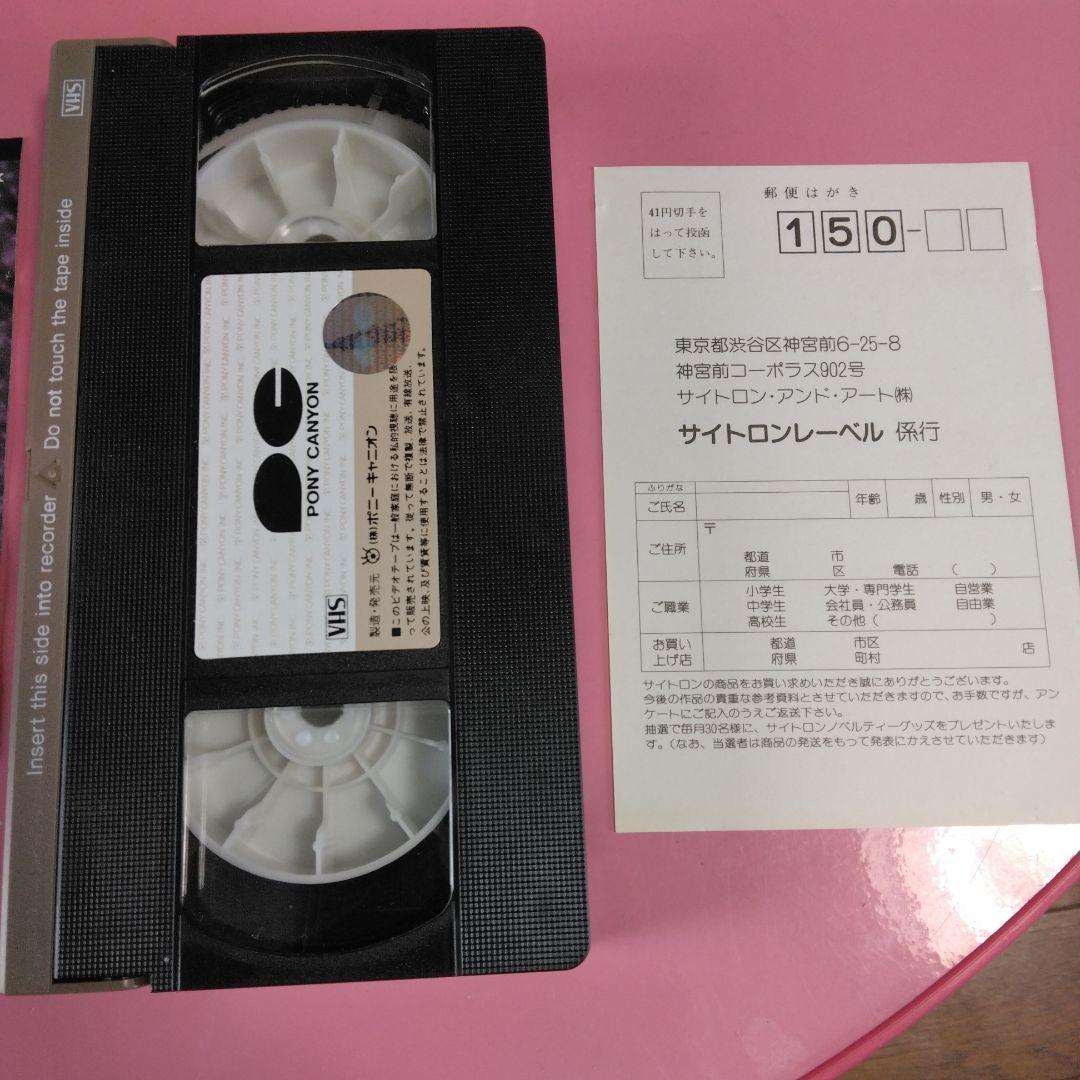 VHS
Insert this side into recorder Do not touch the tape inside
PONY CANYON
VHS
製造・発売元 (株)ポニーキャニオン
■このビデオテープは一般家庭における私的視聴に用途を限
って販売されています。従って無断で複製、放送、有線放送、
公の上映、及び賃貸等に使用することは法律で禁止されています。
41円切手を
はって投函
して下さい。
郵便はがき
150-
東京都渋谷区神宮前6-25-8
神宮前コーポラス902号
サイトロン・アンド・アート㈱
サイトロンレーベル 係行
ふりがな
ご氏名 年齢 歳 性別 男・女
ご住所 〒
都道 市
府県 区 電話 ( )
ご職業
小学生 大学・専門学生 自営業
中学生 会社員・公務員 自由業
高校生 その他( )
お買い 都道 市区 店
上げ店 府県 町村
サイトロンの商品をお買い求めいただき誠にありがとうございます。
今後の作品の貴重な参考資料とさせていただきますので、お手数ですが、アン
ケートにご記入のうえご返送下さい。
抽選で毎月30名様に、サイトロンノベルティーグッズをプレゼントいたしま
す。(なお、当選者は商品の発送をもって発表にかえさせていただきます)